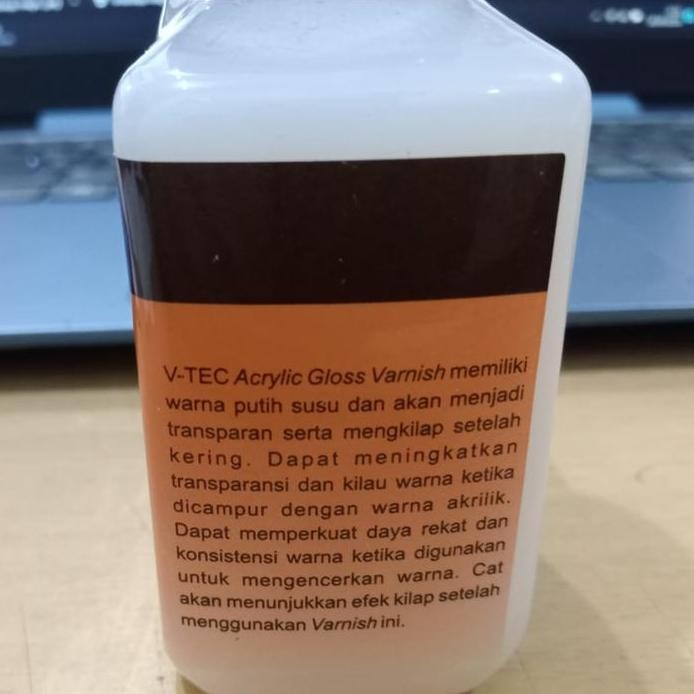 V-TEC Acrylic Gloss Varnish memiliki
warna putih susu dan akan menjadi
transparan serta mengkilap setelah
kering. Dapat meningkatkan
transparansi dan kilau warna ketika
dicampur dengan warna akrilik.
Dapat memperkuat daya rekat dan
konsistensi warna ketika digunakan
untuk mengencerkan warna. Cat
akan menunjukkan efek kilap setelah
menggunakan Varnish ini.